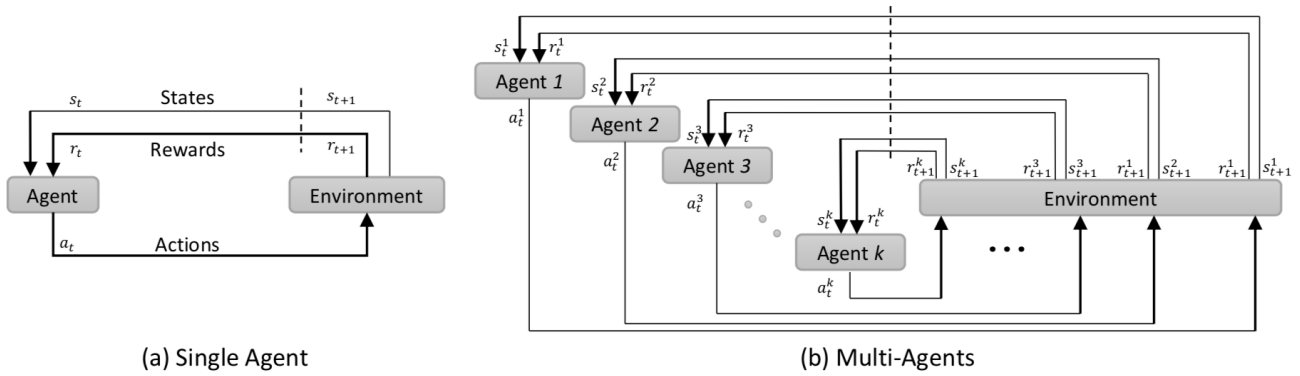 s_t States s_{t+1}
r_t Rewards r_{t+1}
Agent Environment
a_t Actions
(a) Single Agent
s_t^1 r_t^1
Agent 1
a_t^1
s_t^2 r_t^2
Agent 2
a_t^2
s_t^3 r_t^3
Agent 3
a_t^3
s_t^k r_t^k
Agent k
a_t^k
r_{t+1}^k s_{t+1}^k r_{t+1}^3 s_{t+1}^3 r_{t+1}^1 s_{t+1}^2 r_{t+1}^1 s_{t+1}^1
Environment
• • •
(b) Multi-Agents